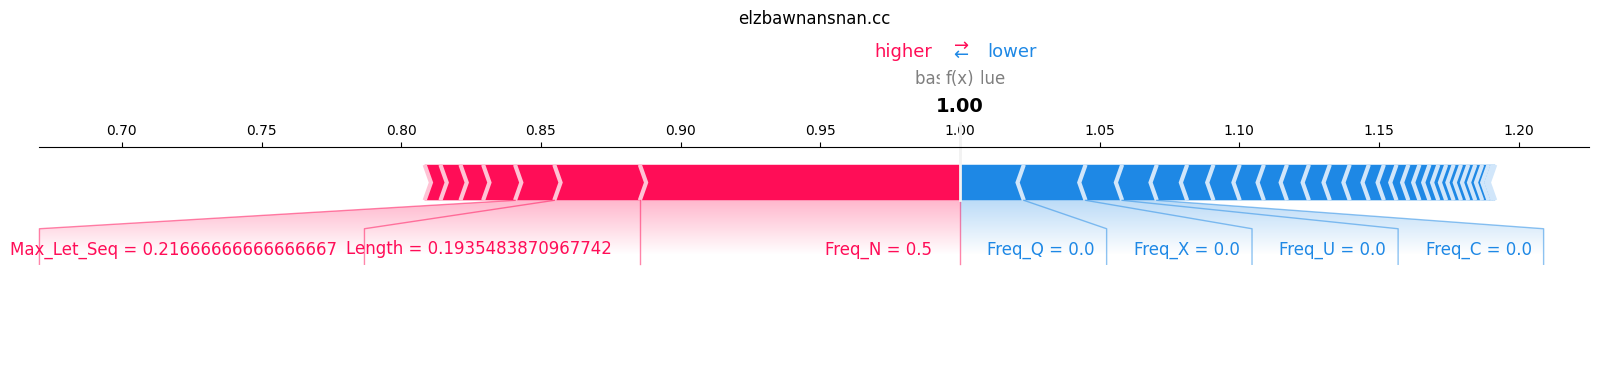 elzbawnansnan.cc
higher ⇄ lower
f(x) lue
1.00
0.70 0.75 0.80 0.85 0.90 0.95 1.00 1.05 1.10 1.15 1.20
Max_Let_Seq = 0.21666666666666667 Length = 0.1935483870967742 Freq_N = 0.5 Freq_Q = 0.0 Freq_X = 0.0 Freq_U = 0.0 Freq_C = 0.0